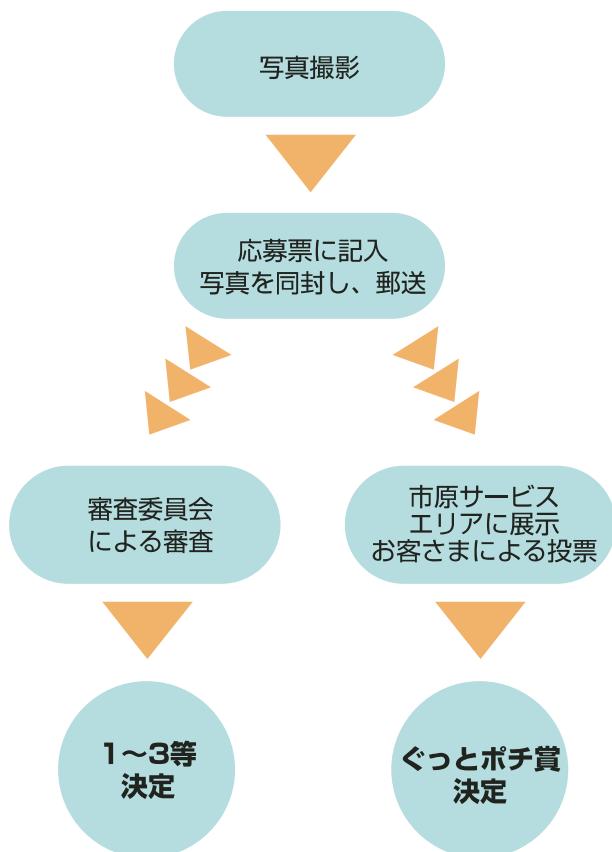 写真撮影
応募票に記入
写真を同封し、郵送
審査委員会
による審査
市原サービス
エリアに展示
お客さまによる投票
1〜3等
決定
ぐっとポチ賞
決定